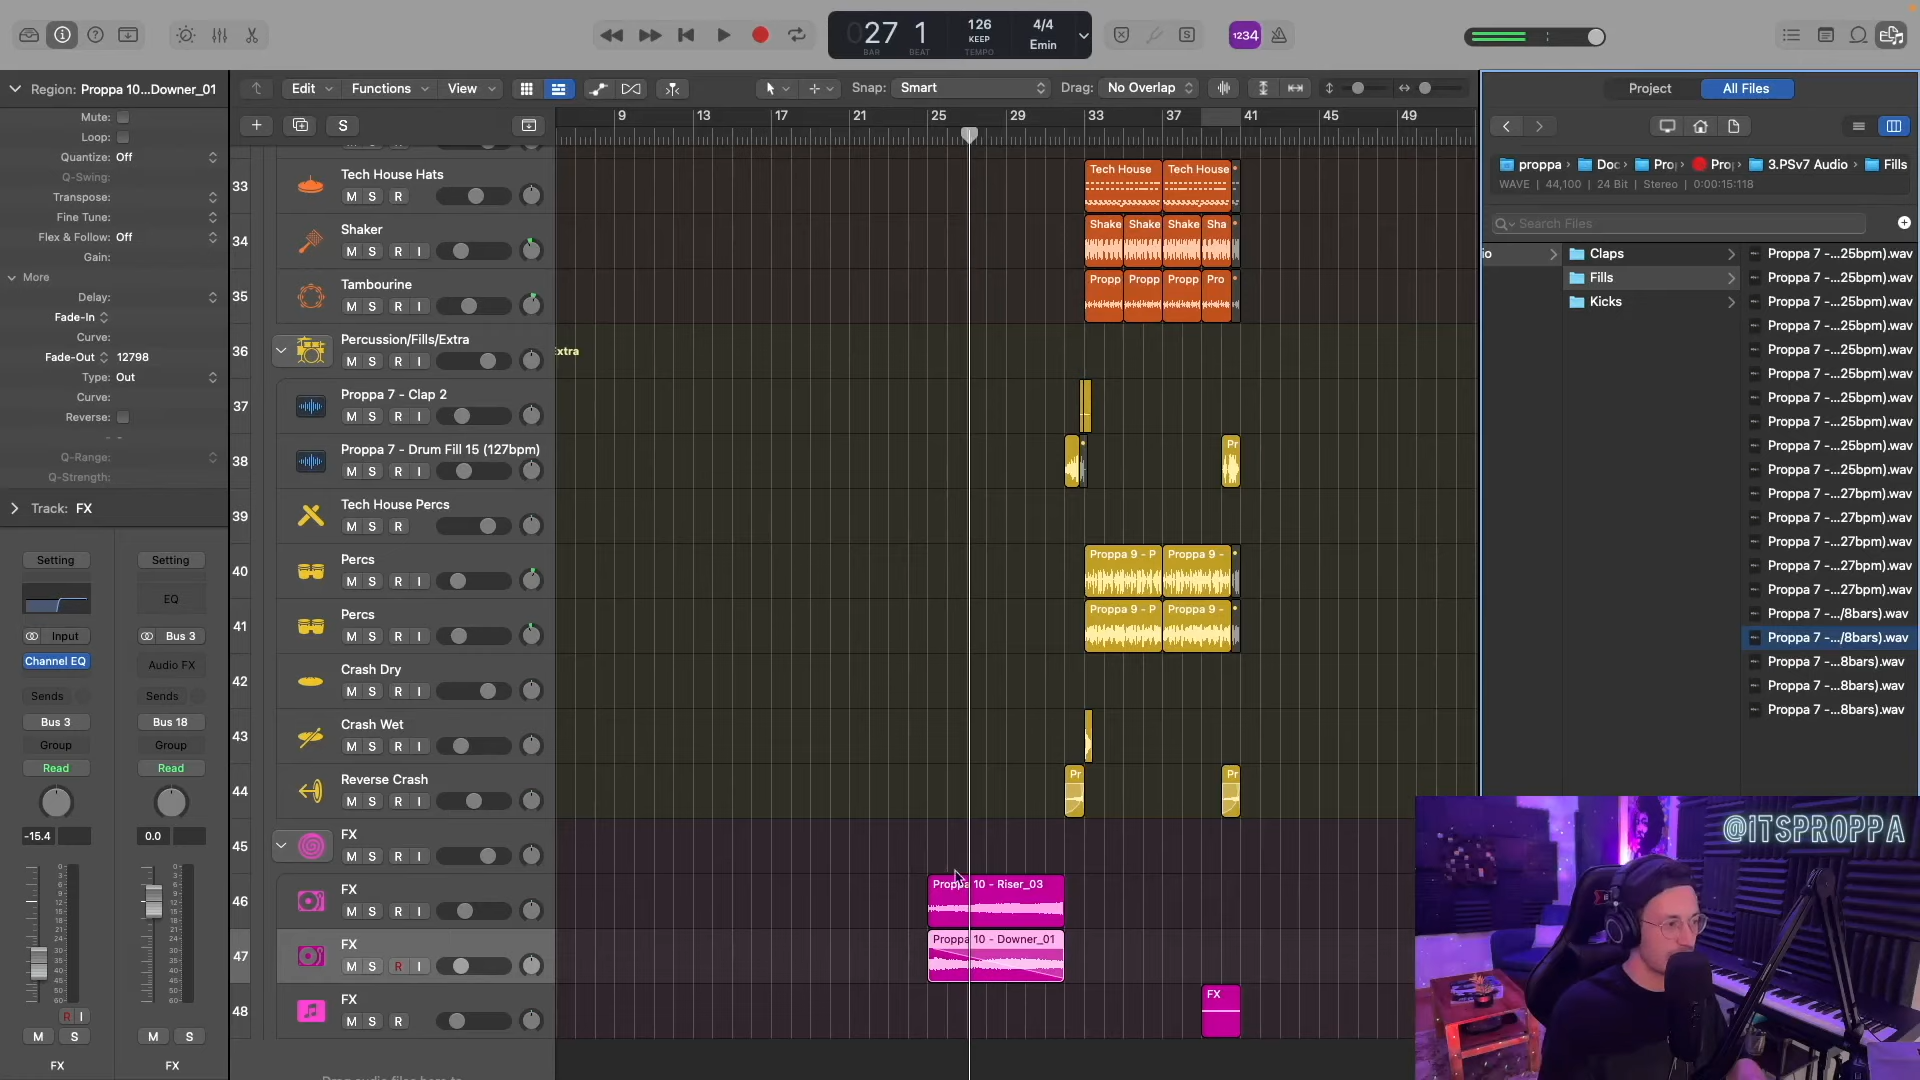 27 1
BAR BEAT
126
KEEP
TEMPO
4/4
Emin
1234
S
Region: Proppa 10...Downer_01
Mute:
Loop:
Quantize: Off
Q-Swing:
Transpose:
Fine Tune:
Flex & Follow: Off
Gain:
More
Delay:
Fade-In
Curve:
Fade-Out 12798
Type: Out
Curve:
Reverse:
Q-Range:
Q-Strength:
Track: FX
Setting Setting
EQ
Input Bus 3
Channel EQ Audio FX
Sends Sends
Bus 3 Bus 18
Group Group
Read Read
-15.4 0.0
R I
M S M S
FX FX
Edit Functions View
Snap: Smart Drag: No Overlap
S
9 13 17 21 25 29 33 37 41 45 49
33 Tech House Hats
M S R
Tech House Tech House
34 Shaker
M S R I
Shake Shake Shake Sha
35 Tambourine
M S R I
Propp Propp Propp Pro
36 Percussion/Fills/Extra
M S R I
Extra
37 Proppa 7 - Clap 2
M S R I
38 Proppa 7 - Drum Fill 15 (127bpm)
M S R I
Pr
39 Tech House Percs
M S R
40 Percs
M S R I
Proppa 9 - P Proppa 9 -
41 Percs
M S R I
Proppa 9 - P Proppa 9 -
42 Crash Dry
M S R I
43 Crash Wet
M S R I
44 Reverse Crash
M S R I
Pr Pr
45 FX
M S R I
46 FX
M S R I
Proppa 10 - Riser_03
47 FX
M S R I
Proppa 10 - Downer_01
48 FX
M S R
FX
Project All Files
proppa Doc Pro Prop 3.PSv7 Audio Fills
WAVE | 44,100 | 24 Bit | Stereo | 0:00:15:118
Search Files
io
Claps
Fills
Kicks
Proppa 7 -...25bpm).wav
Proppa 7 -...25bpm).wav
Proppa 7 -...25bpm).wav
Proppa 7 -...25bpm).wav
Proppa 7 -...25bpm).wav
Proppa 7 -...25bpm).wav
Proppa 7 -...25bpm).wav
Proppa 7 -...25bpm).wav
Proppa 7 -...25bpm).wav
Proppa 7 -...25bpm).wav
Proppa 7 -...27bpm).wav
Proppa 7 -...27bpm).wav
Proppa 7 -...27bpm).wav
Proppa 7 -...27bpm).wav
Proppa 7 -...27bpm).wav
Proppa 7 -.../8bars).wav
Proppa 7 -.../8bars).wav
Proppa 7 -...8bars).wav
Proppa 7 -...8bars).wav
Proppa 7 -...8bars).wav
@ITSPROPPA